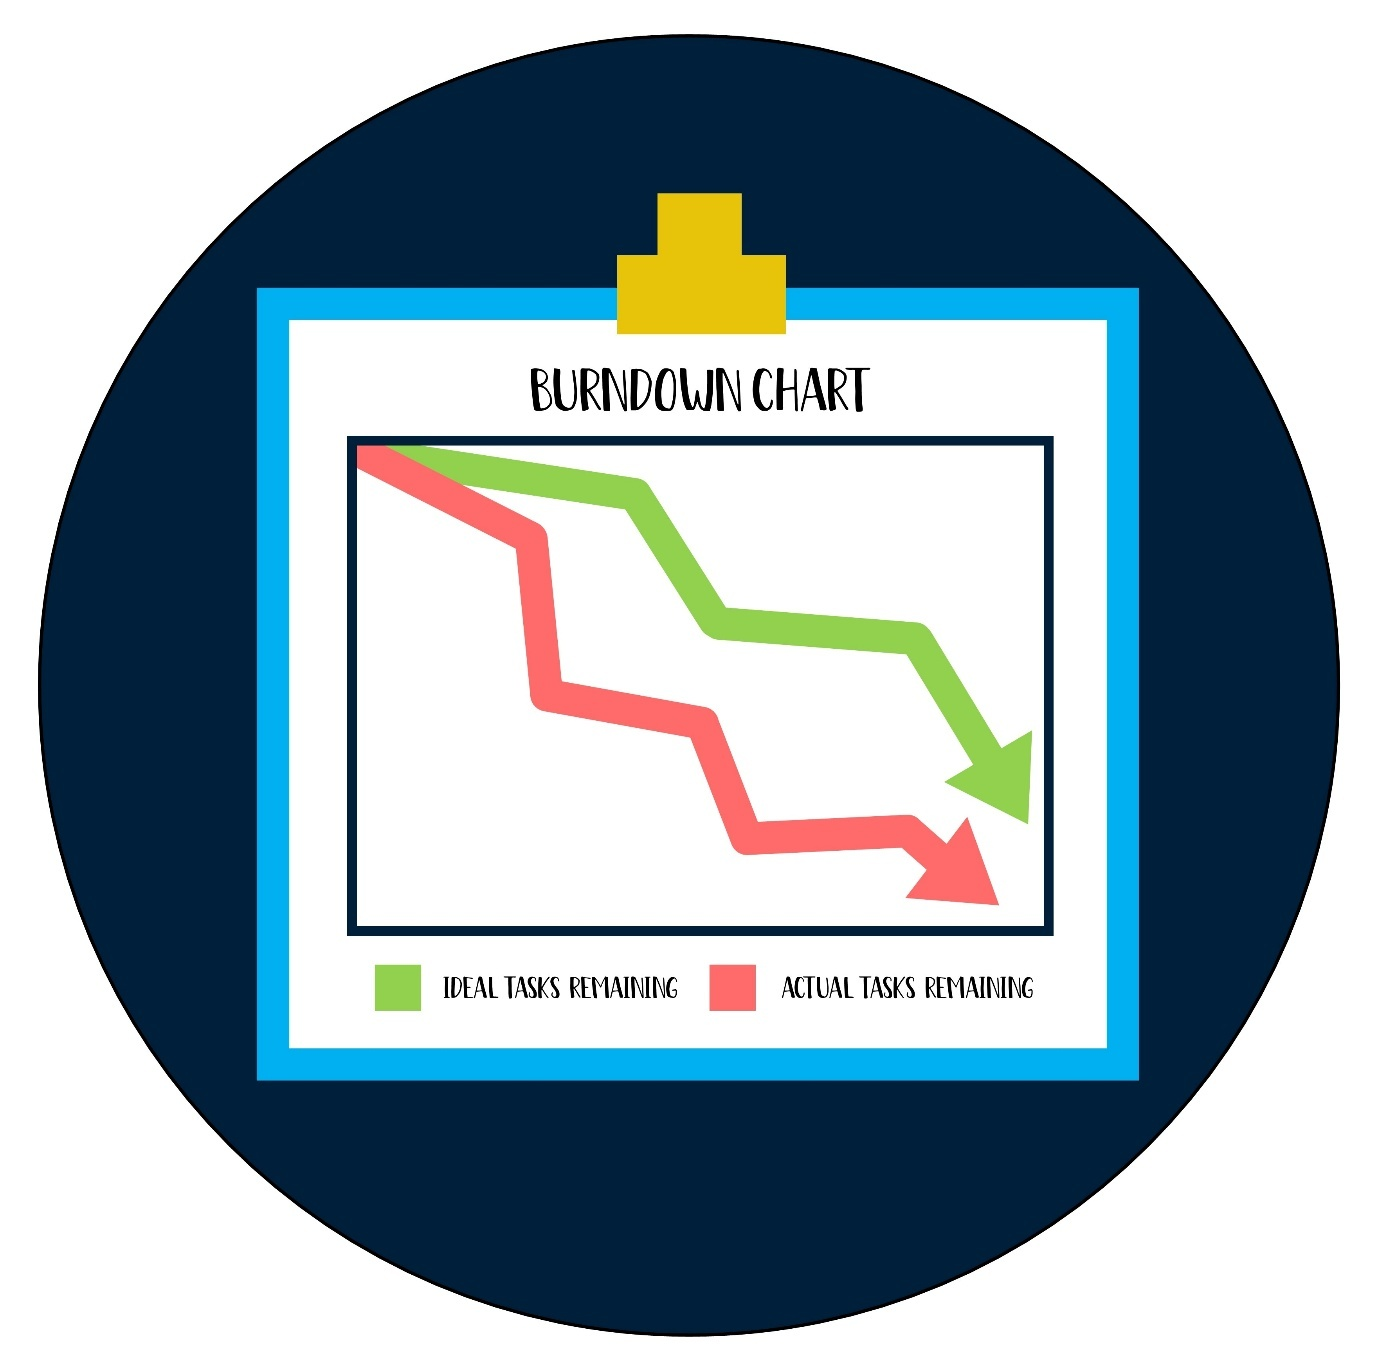 BURNDOWN CHART
IDEAL TASKS REMAINING
ACTUAL TASKS REMAINING